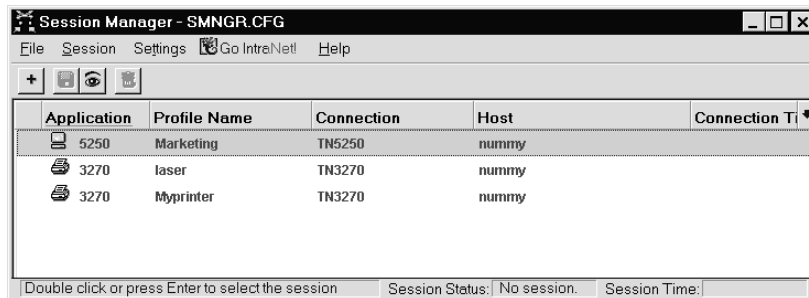 Session Manager - SMNGR.CFG
File Session Settings Go IntraNet! Help
Application Profile Name Connection Host Connection Ti
5250 Marketing TN5250 nummy
3270 laser TN3270 nummy
3270 Myprinter TN3270 nummy
Double click or press Enter to select the session Session Status: No session. Session Time: